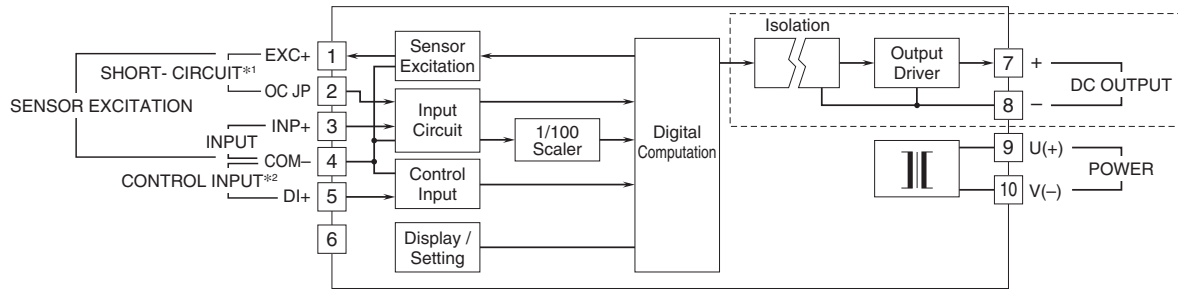 SENSOR EXCITATION
EXC+
SHORT- CIRCUIT*1
OC JP
INP+
INPUT
COM–
CONTROL INPUT*2
DI+
1
2
3
4
5
6
Sensor
Excitation
Input
Circuit
1/100
Scaler
Control
Input
Display /
Setting
Digital
Computation
Isolation
Output
Driver
7
+
DC OUTPUT
8
–
9
U(+)
POWER
10
V(–)